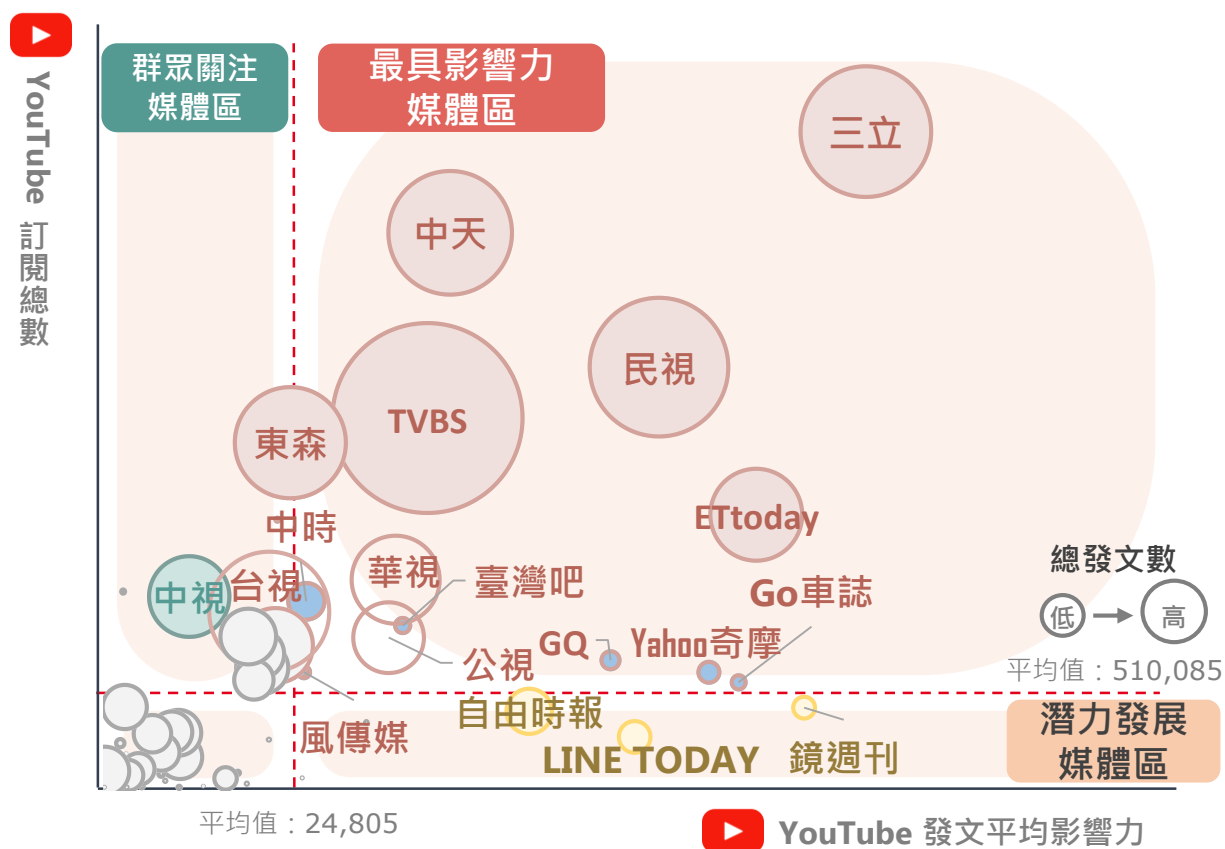 YouTube 訂閱總數
群眾關注
媒體區
最具影響力
媒體區
三立
中天
民視
TVBS
東森
ETtoday
中時
總發文數
低
高
平均值：510,085
中視
台視
華視
臺灣吧
Go車誌
GQ
Yahoo奇摩
公視
自由時報
風傳媒
LINE TODAY
鏡週刊
潛力發展
媒體區
平均值：24,805
YouTube 發文平均影響力